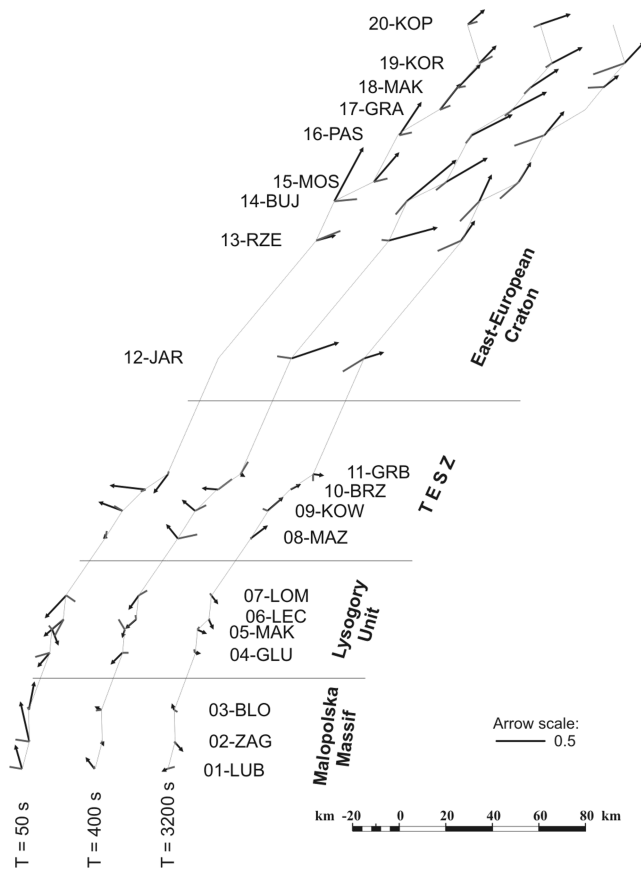 20-KOP
19-KOR
18-MAK
17-GRA
16-PAS
15-MOS
14-BUJ
13-RZE
East-European
Craton
12-JAR
11-GRB
10-BRZ
09-KOW
08-MAZ
TESZ
07-LOM
06-LEC
05-MAK
04-GLU
Lysogory
Unit
03-BLO
02-ZAG
01-LUB
Malopolska
Massif
Arrow scale:
0.5
T = 50 s
T = 400 s
T = 3200 s
km -20 0 20 40 60 80 km